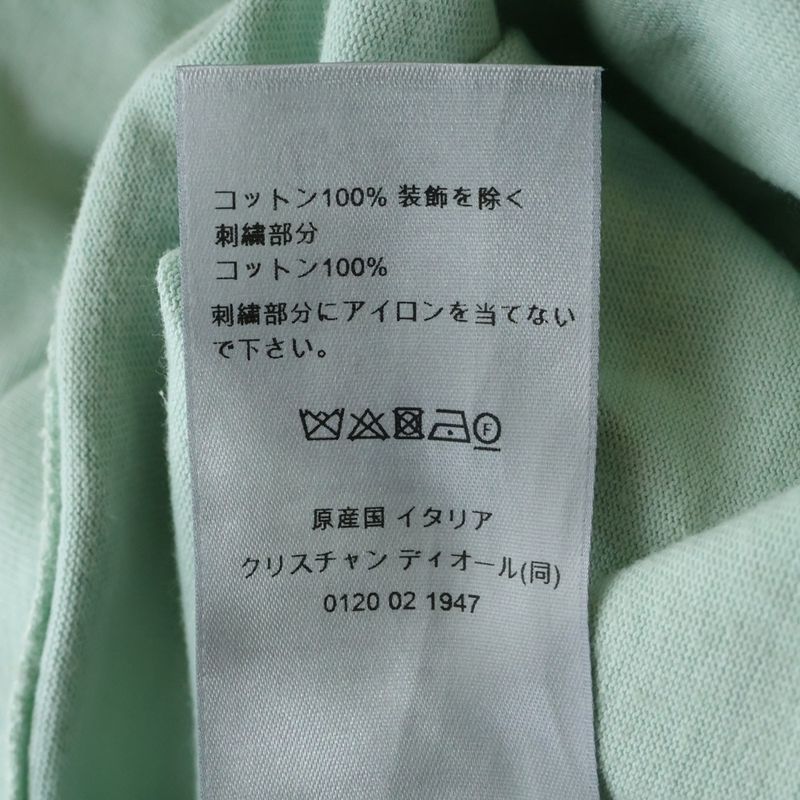 コットン100% 装飾を除く
刺繍部分
コットン100%
刺繍部分にアイロンを当てない
で下さい。
F
原産国 イタリア
クリスチャン ディオール(同)
0120 02 1947